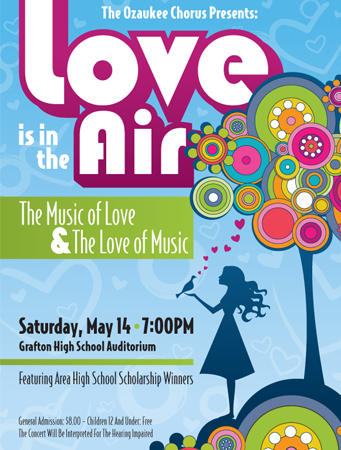 The Ozaukee Chorus Presents:
Love
is in the Air
The Music of Love
& The Love of Music
Saturday, May 14 • 7:00PM
Grafton High School Auditorium
Featuring Area High School Scholarship Winners
General Admission: $8.00 - Children 12 And Under: Free
The Concert Will Be Interpreted For The Hearing Impaired